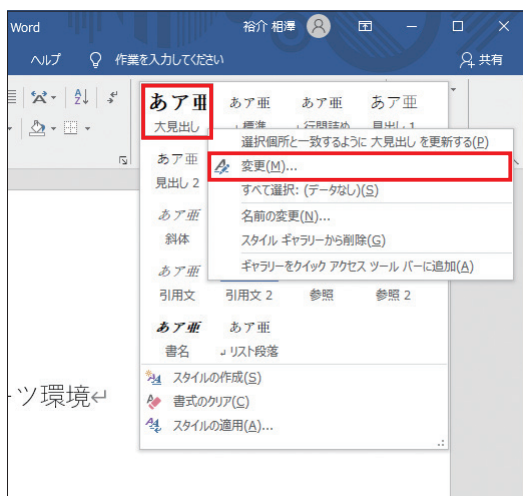 Word 裕介 相澤
ヘルプ 作業を入力してください 共有
あア亜 あア亜 あア亜 あア亜
大見出し ↵標準 ↵行間詰め 見出し 1
選択個所と一致するように 大見出し を更新する(P)
あア亜 変更(M)...
見出し 2 すべて選択: (データなし)(S)
あア亜 名前の変更(N)...
斜体 スタイル ギャラリーから削除(G)
あア亜 ギャラリーをクイック アクセス ツール バーに追加(A)
引用文 引用文 2 参照 参照 2
あア亜 あア亜
書名 ↵リスト段落
スタイルの作成(S)
ーツ環境↵ 書式のクリア(C)
スタイルの適用(A)...